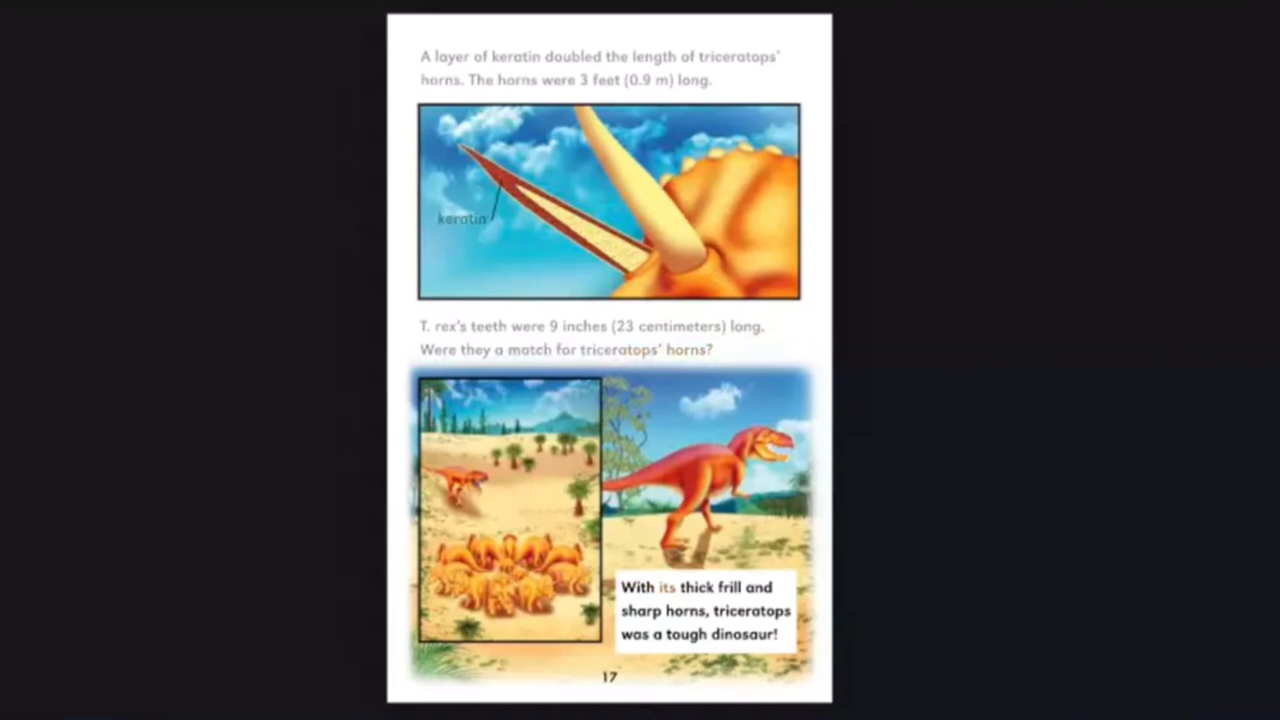 A layer of keratin doubled the length of triceratops'
horns. The horns were 3 feet (0.9 m) long.
keratin
T. rex's teeth were 9 inches (23 centimeters) long.
Were they a match for triceratops' horns?
With its thick frill and
sharp horns, triceratops
was a tough dinosaur!
17